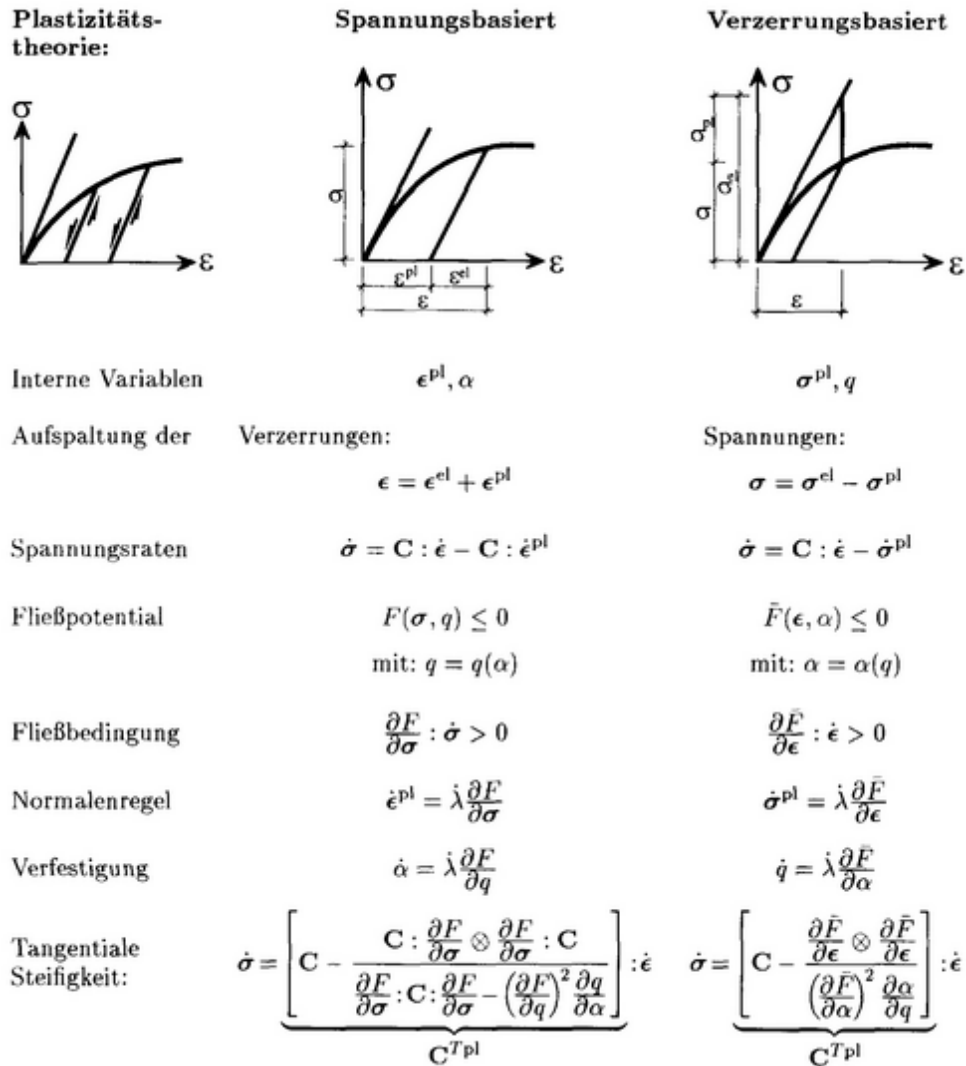 Plastizitäts-
theorie:
Spannungsbasiert
Verzerrungsbasiert
σ
ε
σ
σ
ε^pl ε^el
ε
ε
σ
σ^pl
σ
ε
ε
Interne Variablen ϵ^pl, α σ^pl, q
Aufspaltung der Verzerrungen: Spannungen:
ϵ = ϵ^el + ϵ^pl σ = σ^el − σ^pl
Spannungsraten σ̇ = C : ϵ̇ − C : ϵ̇^pl σ̇ = C : ϵ̇ − σ̇^pl
Fließpotential F(σ, q) ≤ 0 F̄(ϵ, α) ≤ 0
mit: q = q(α) mit: α = α(q)
Fließbedingung ∂F/∂σ : σ̇ > 0 ∂F̄/∂ϵ : ϵ̇ > 0
Normalenregel ϵ̇^pl = λ̇ ∂F/∂σ σ̇^pl = λ̇ ∂F̄/∂ϵ
Verfestigung α̇ = λ̇ ∂F/∂q q̇ = λ̇ ∂F̄/∂α
Tangentiale
Steifigkeit: σ̇ = [C − (C : ∂F/∂σ ⊗ ∂F/∂σ : C)/(∂F/∂σ : C : ∂F/∂σ − (∂F/∂q)² ∂q/∂α)] : ϵ̇ σ̇ = [C − (∂F̄/∂ϵ ⊗ ∂F̄/∂ϵ)/((∂F̄/∂α)² ∂α/∂q)] : ϵ̇
C^Tpl C^Tpl